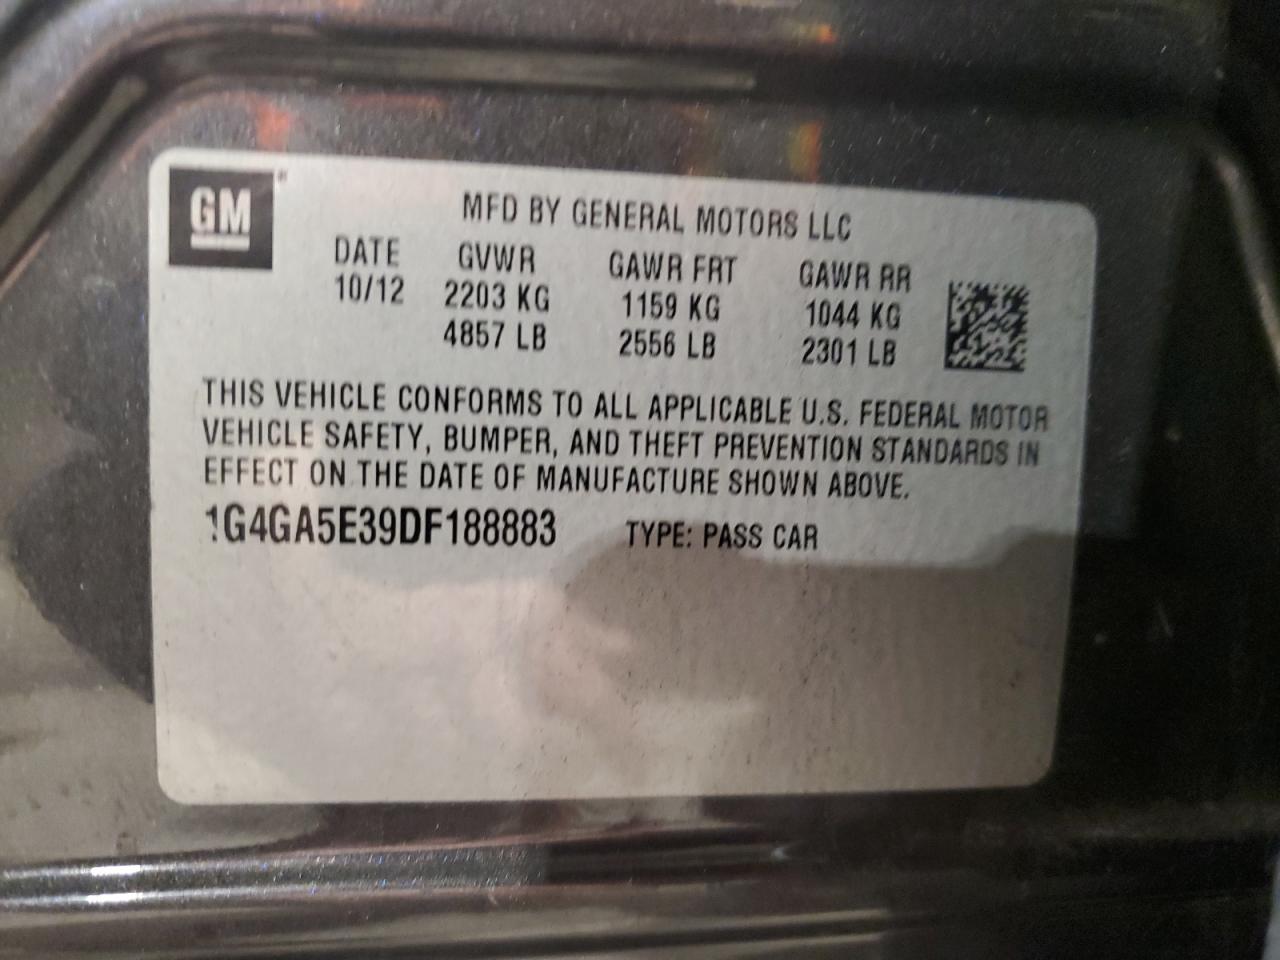 GM
MFD BY GENERAL MOTORS LLC
DATE GVWR GAWR FRT GAWR RR
10/12 2203 KG 1159 KG 1044 KG
4857 LB 2556 LB 2301 LB
THIS VEHICLE CONFORMS TO ALL APPLICABLE U.S. FEDERAL MOTOR
VEHICLE SAFETY, BUMPER, AND THEFT PREVENTION STANDARDS IN
EFFECT ON THE DATE OF MANUFACTURE SHOWN ABOVE.
1G4GA5E39DF188883 TYPE: PASS CAR